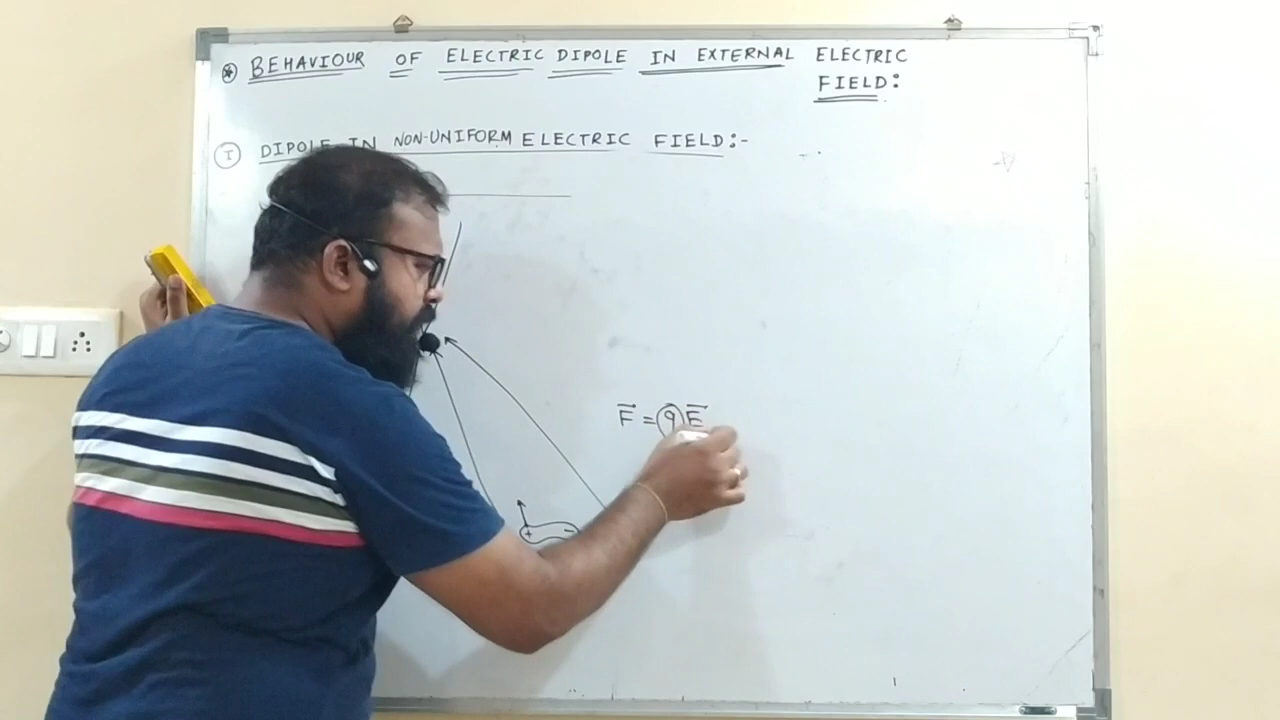 * BEHAVIOUR OF ELECTRIC DIPOLE IN EXTERNAL ELECTRIC
FIELD:
I DIPOLE IN NON-UNIFORM ELECTRIC FIELD:-
F⃗ = q E⃗
+ −